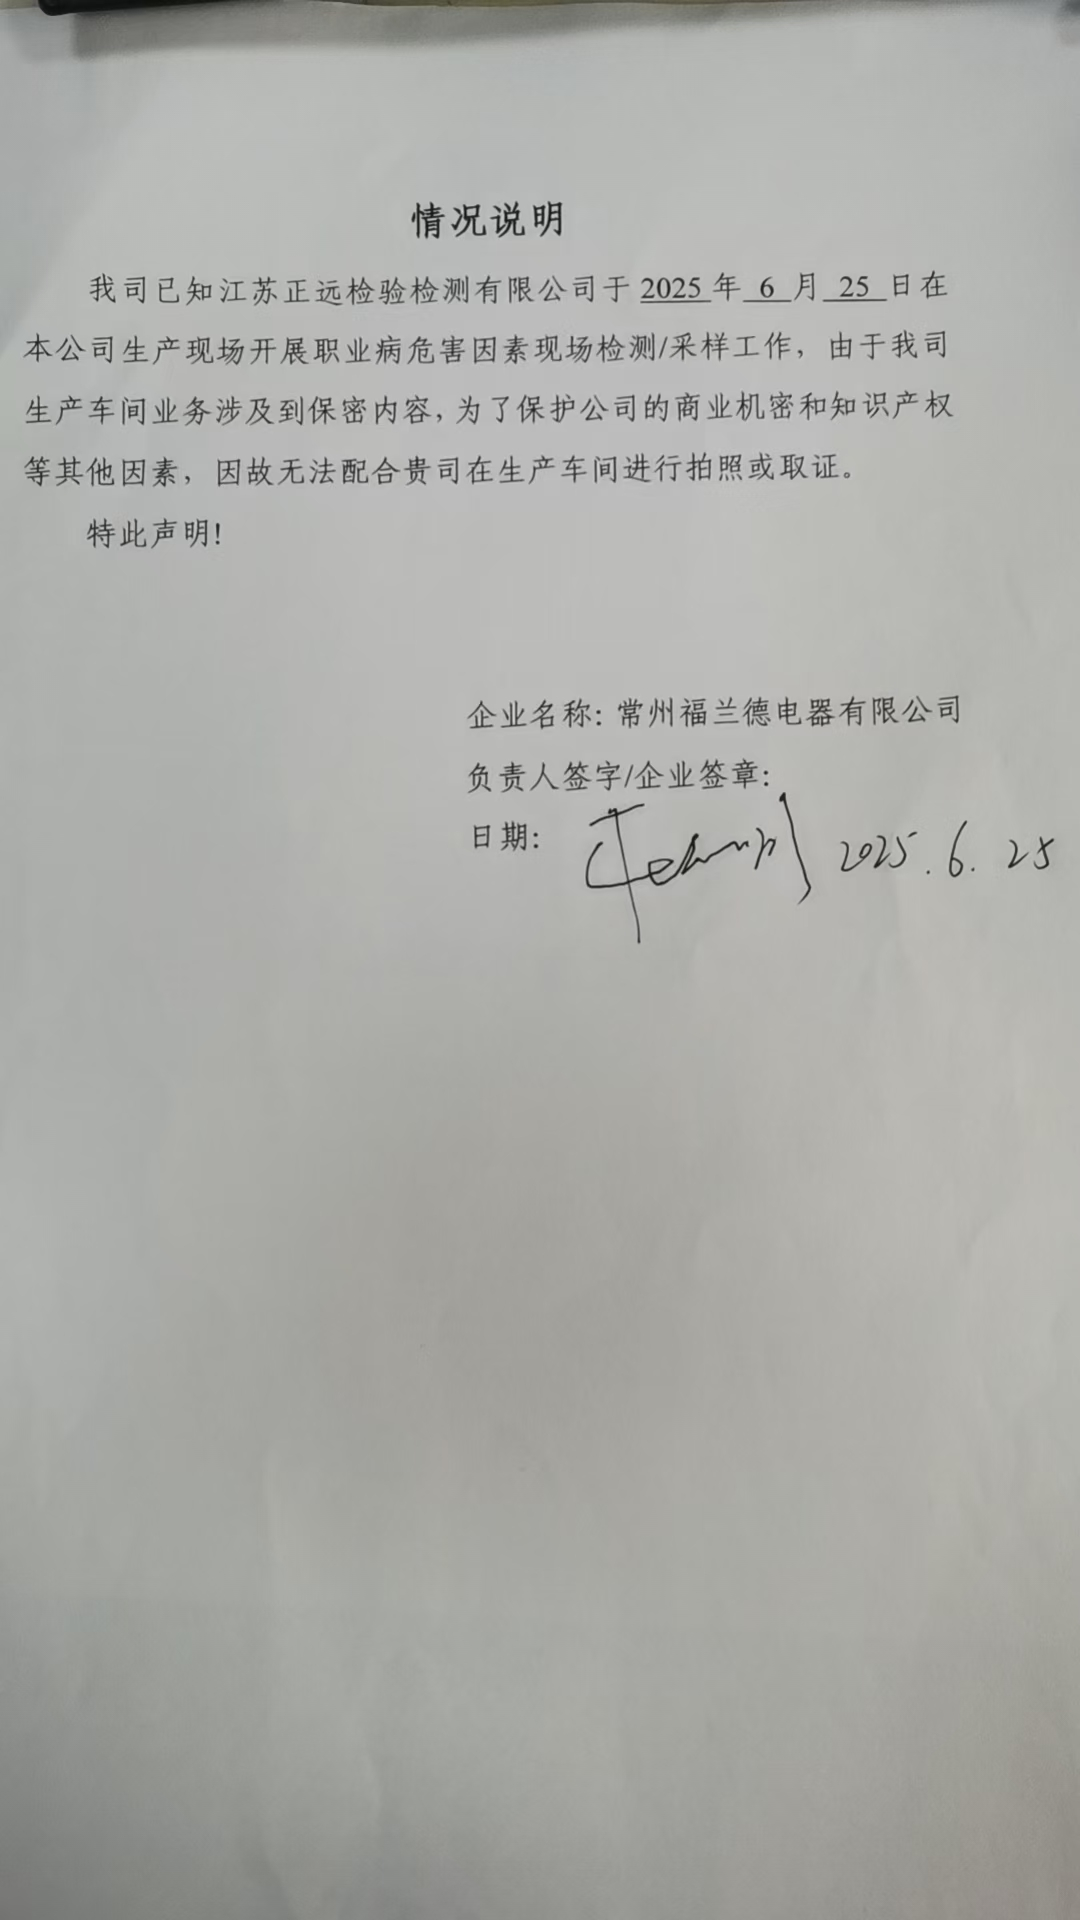 情况说明
我司已知江苏正远检验检测有限公司于 2025 年 6 月 25 日在
本公司生产现场开展职业病危害因素现场检测/采样工作，由于我司
生产车间业务涉及到保密内容，为了保护公司的商业机密和知识产权
等其他因素，因故无法配合贵司在生产车间进行拍照或取证。
特此声明!
企业名称: 常州福兰德电器有限公司
负责人签字/企业签章:
日期: 2025.6.25